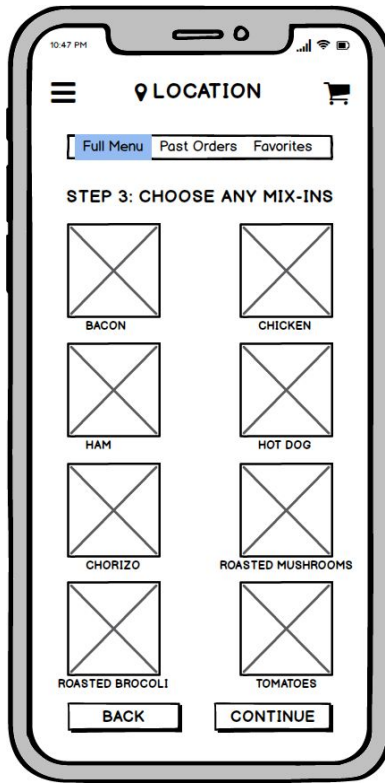 10:47 PM
LOCATION
Full Menu Past Orders Favorites
STEP 3: CHOOSE ANY MIX-INS
BACON CHICKEN
HAM HOT DOG
CHORIZO ROASTED MUSHROOMS
ROASTED BROCOLI TOMATOES
BACK CONTINUE